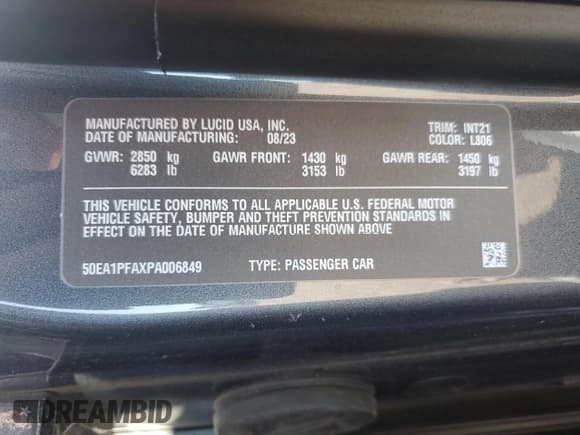 MANUFACTURED BY LUCID USA, INC. TRIM: INT21
DATE OF MANUFACTURING: 08/23 COLOR: L806
GVWR: 2850 kg GAWR FRONT: 1430 kg GAWR REAR: 1450 kg
6283 lb 3153 lb 3197 lb
THIS VEHICLE CONFORMS TO ALL APPLICABLE U.S. FEDERAL MOTOR
VEHICLE SAFETY, BUMPER AND THEFT PREVENTION STANDARDS IN
EFFECT ON THE DATE OF MANUFACTURE SHOWN ABOVE
50EA1PFAXPA006849 TYPE: PASSENGER CAR
DREAMBID